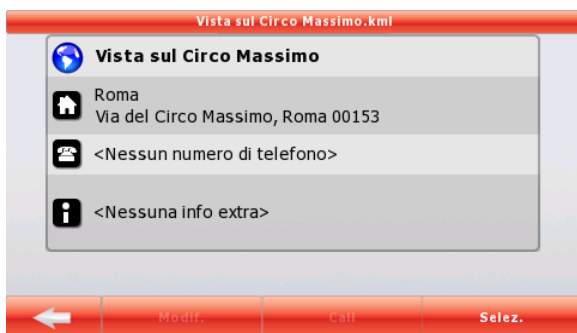 Vista sul Circo Massimo.kml
Vista sul Circo Massimo
Roma
Via del Circo Massimo, Roma 00153
<Nessun numero di telefono>
<Nessuna info extra>
Modif.
Call
Selez.